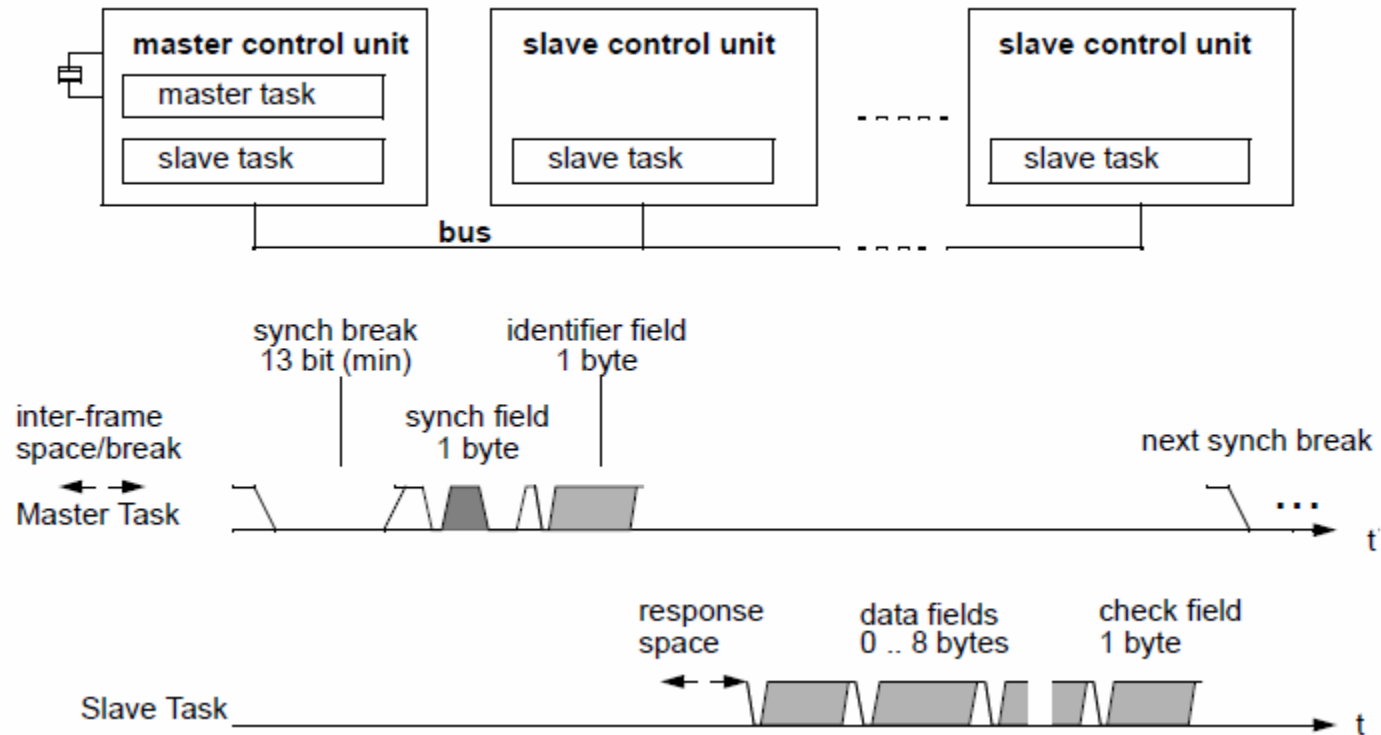 master control unit
master task
slave task
slave control unit
slave task
slave control unit
slave task
bus
synch break
13 bit (min)
identifier field
1 byte
inter-frame
space/break
synch field
1 byte
next synch break
Master Task
...
t
response
space
data fields
0 .. 8 bytes
check field
1 byte
Slave Task
t